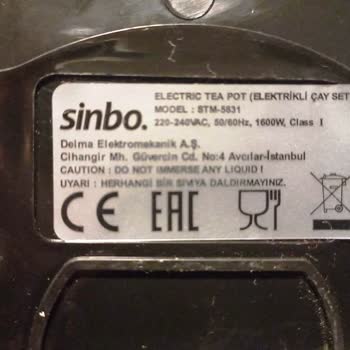 sinbo.
ELECTRIC TEA POT (ELEKTRİKLİ ÇAY SET
MODEL : STM-5631
220-240VAC, 50/60Hz, 1600W, Class I
Delma Elektromekanik A.Ş.
Cihangir Mh. Güvercin Cd. No:4 Avcılar-İstanbul
CAUTION : DO NOT IMMERSE ANY LIQUID !
UYARI : HERHANGİ BİR SIVIYA DALDIRMAYINIZ.
CE EAC